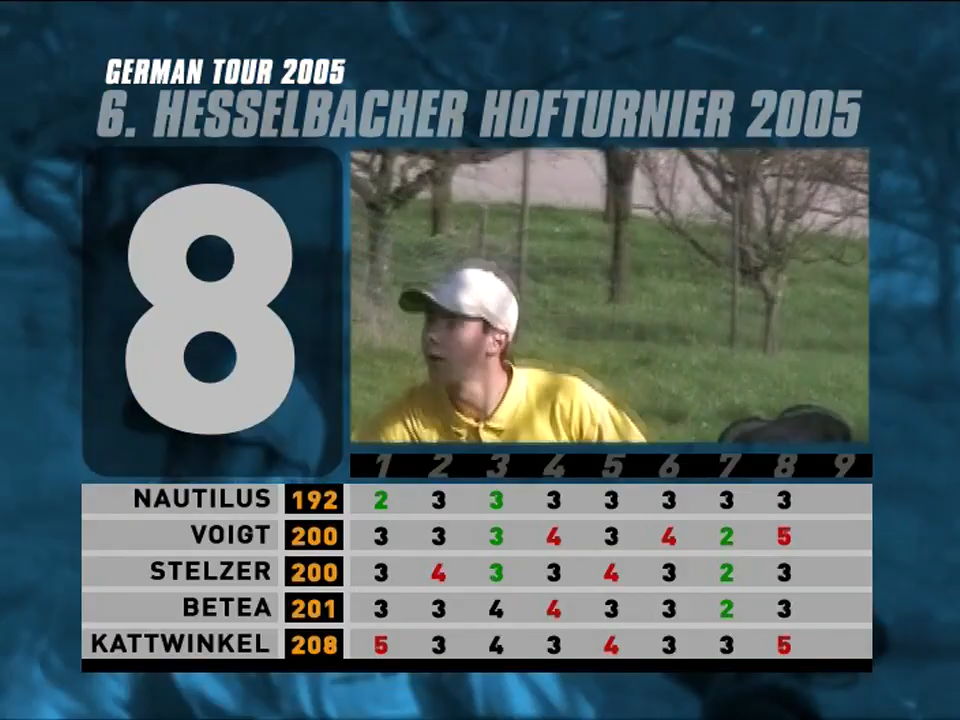 GERMAN TOUR 2005
6. HESSELBACHER HOFTURNIER 2005
8
1 2 3 4 5 6 7 8 9
NAUTILUS 192 2 3 3 3 3 3 3 3
VOIGT 200 3 3 3 4 3 4 2 5
STELZER 200 3 4 3 3 4 3 2 3
BETEA 201 3 3 4 4 3 3 2 3
KATTWINKEL 208 5 3 4 3 4 3 3 5